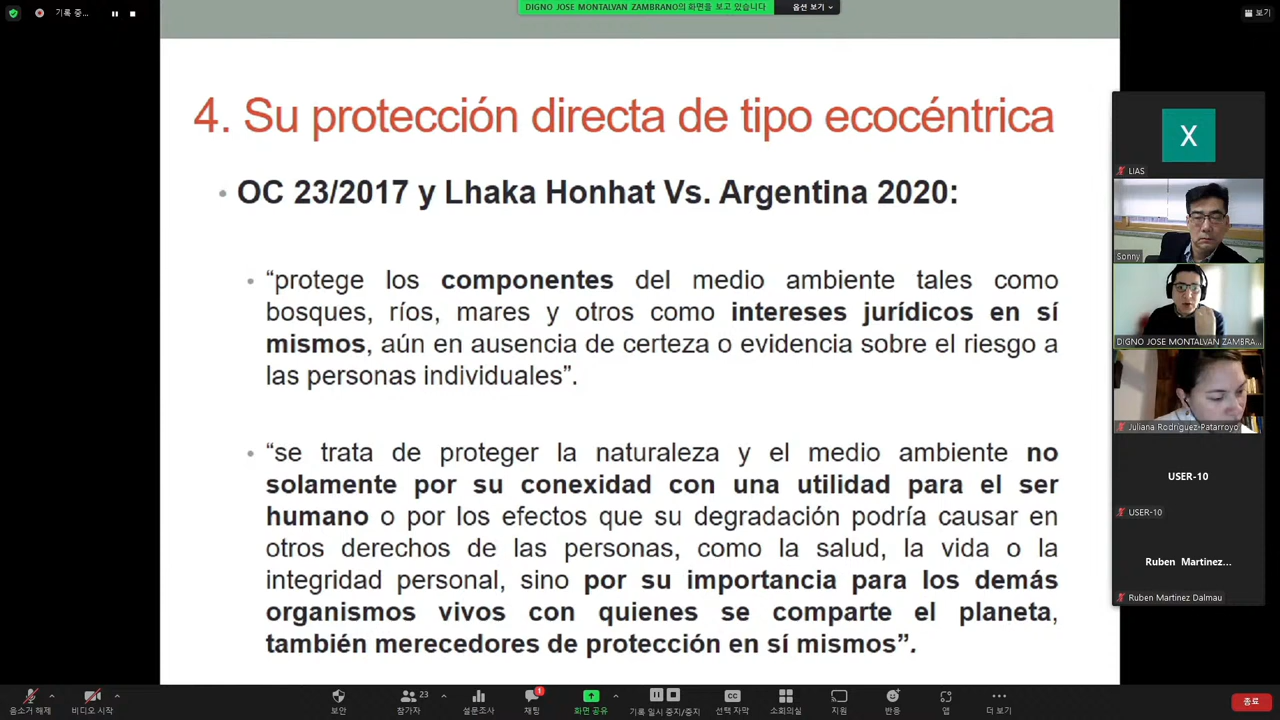 기록 중...
DIGNO JOSE MONTALVAN ZAMBRANO의 화면을 보고 있습니다
옵션 보기
보기
4. Su protección directa de tipo ecocéntrica
• OC 23/2017 y Lhaka Honhat Vs. Argentina 2020:
• “protege los componentes del medio ambiente tales como
bosques, ríos, mares y otros como intereses jurídicos en sí
mismos, aún en ausencia de certeza o evidencia sobre el riesgo a
las personas individuales”.
• “se trata de proteger la naturaleza y el medio ambiente no
solamente por su conexidad con una utilidad para el ser
humano o por los efectos que su degradación podría causar en
otros derechos de las personas, como la salud, la vida o la
integridad personal, sino por su importancia para los demás
organismos vivos con quienes se comparte el planeta,
también merecedores de protección en sí mismos”.
X
LIAS
Sonny
DIGNO JOSE MONTALVAN ZAMBRA...
Juliana Rodríguez-Patarroyo
USER-10
USER-10
Ruben Martinez...
Ruben Martinez Dalmau
음소거 해제
비디오 시작
보안
23
참가자
설문조사
1
채팅
화면 공유
기록 일시 중지/중지
CC
선택 자막
소회의실
지원
반응
앱
더 보기
종료